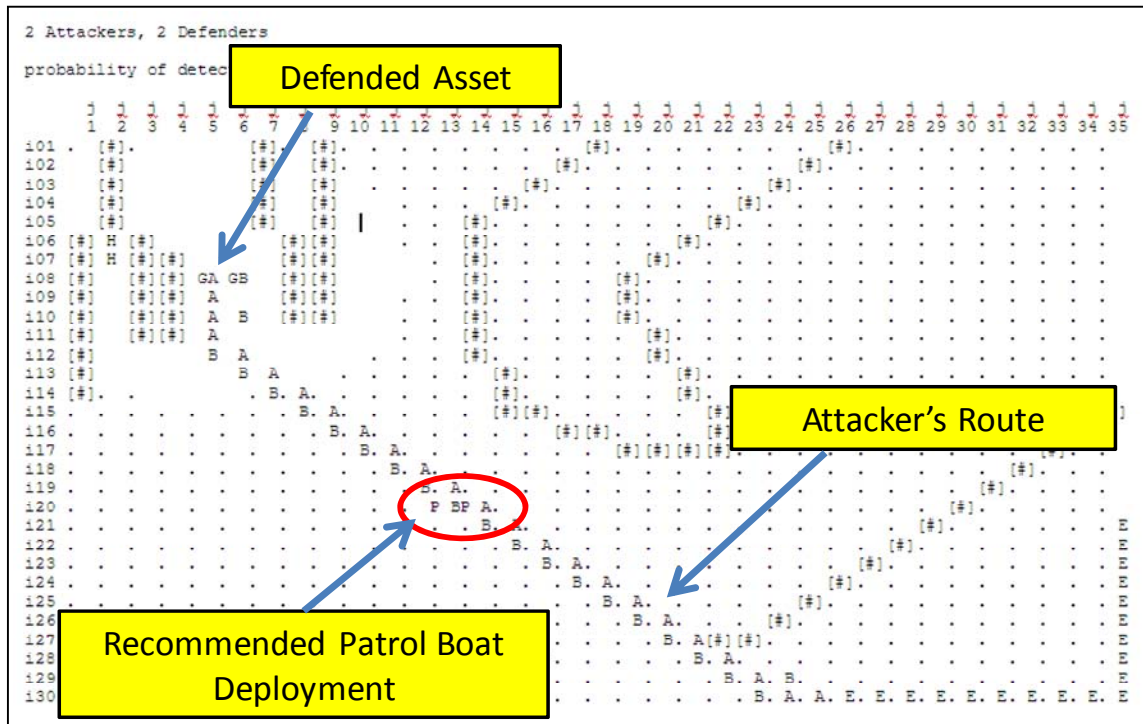 2 Attackers, 2 Defenders
probability of detec
Defended Asset
j j j j j j j j j j j j j j j j j j j j j j j j j j j j j j j j j j j
1 2 3 4 5 6 7 8 9 10 11 12 13 14 15 16 17 18 19 20 21 22 23 24 25 26 27 28 29 30 31 32 33 34 35
i01 . [#]. [#]. [#]. . . . . . . . [#]. . . . . . . [#]. . . . . . . . .
i02 [#] [#] [#]. . . . . . . [#]. . . . . . . [#]. . . . . . . . . .
i03 [#] [#] [#] . . . . . [#]. . . . . . . [#]. . . . . . . . . . .
i04 [#] [#] [#] . . . [#]. . . . . . . [#]. . . . . . . . . . . .
i05 [#] [#] [#] . . [#]. . . . . . . [#]. . . . . . . . . . . . .
i06 [#] H [#] [#][#] . . [#]. . . . . . [#]. . . . . . . . . . . . . .
i07 [#] H [#][#] [#][#] . . [#]. . . . . [#]. . . . . . . . . . . . . . .
i08 [#] [#][#] GA GB [#][#] . . [#]. . . . [#]. . . . . . . . . . . . . . . .
i09 [#] [#][#] A [#][#] . . [#]. . . . [#]. . . . . . . . . . . . . . . .
i10 [#] [#][#] A B [#][#] . . [#]. . . . [#]. . . . . . . . . . . . . . . .
i11 [#] [#][#] A . . [#]. . . . . [#]. . . . . . . . . . . . . . .
i12 [#] B A . . . [#]. . . . . [#]. . . . . . . . . . . . . . .
i13 [#] B A . . . . . [#]. . . . . [#]. . . . . . . . . . . . . .
i14 [#]. . B. A. . . . . . [#]. . . . . [#]. . . . . . . . . . . . . .
i15 . . . . . . . B. A. . . . . [#][#]. . . . . [#] ]
i16 . . . . . . . . B. A. . . . . . [#][#]. . . [#]
i17 . . . . . . . . . B. A. . . . . . . [#][#][#][#]
Attacker's Route
i18 . . . . . . . . . . B. A. . . . . . . . . . . . . . . . . . . [#]. . .
i19 . . . . . . . . . . . B. A. . . . . . . . . . . . . . . . . [#]. . . .
i20 . . . . . . . . . . . . P BP A. . . . . . . . . . . . . . . [#]. . . . .
i21 . . . . . . . . . . . . . B. A. . . . . . . . . . . . . [#]. . . . . E
i22 . . . . . . . . . . . . . . B. A. . . . . . . . . . . [#]. . . . . . E
i23 . . . . . . . . . . . . . . . B. A. . . . . . . . . [#]. . . . . . . E
i24 . . . . . . . . . . . . . . . . B. A. . . . . . . [#]. . . . . . . . E
i25 . . . . . . . . . . . . . . . . . B. A. . . . . [#]. . . . . . . . . E
i26 . . . B. A. . . [#]. . . . . . . . . . E
i27 . . . B. A[#][#]. . . . . . . . . . . E
i28 . . . B. A. . . . . . . . . . . . E
i29 . . . B. A. B. . . . . . . . . . E
i30 . . . B. A. A. E. E. E. E. E. E. E. E. E. E
Recommended Patrol Boat
Deployment